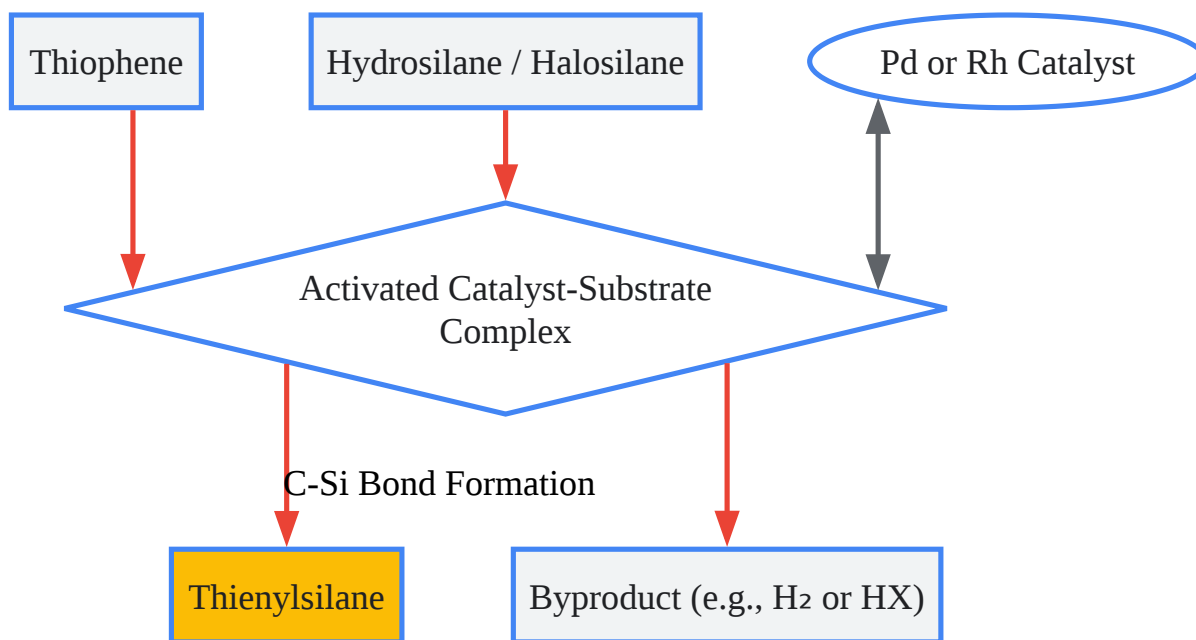 Thiophene
Hydrosilane / Halosilane
Pd or Rh Catalyst
Activated Catalyst-Substrate
Complex
C-Si Bond Formation
Thienylsilane
Byproduct (e.g., H₂ or HX)